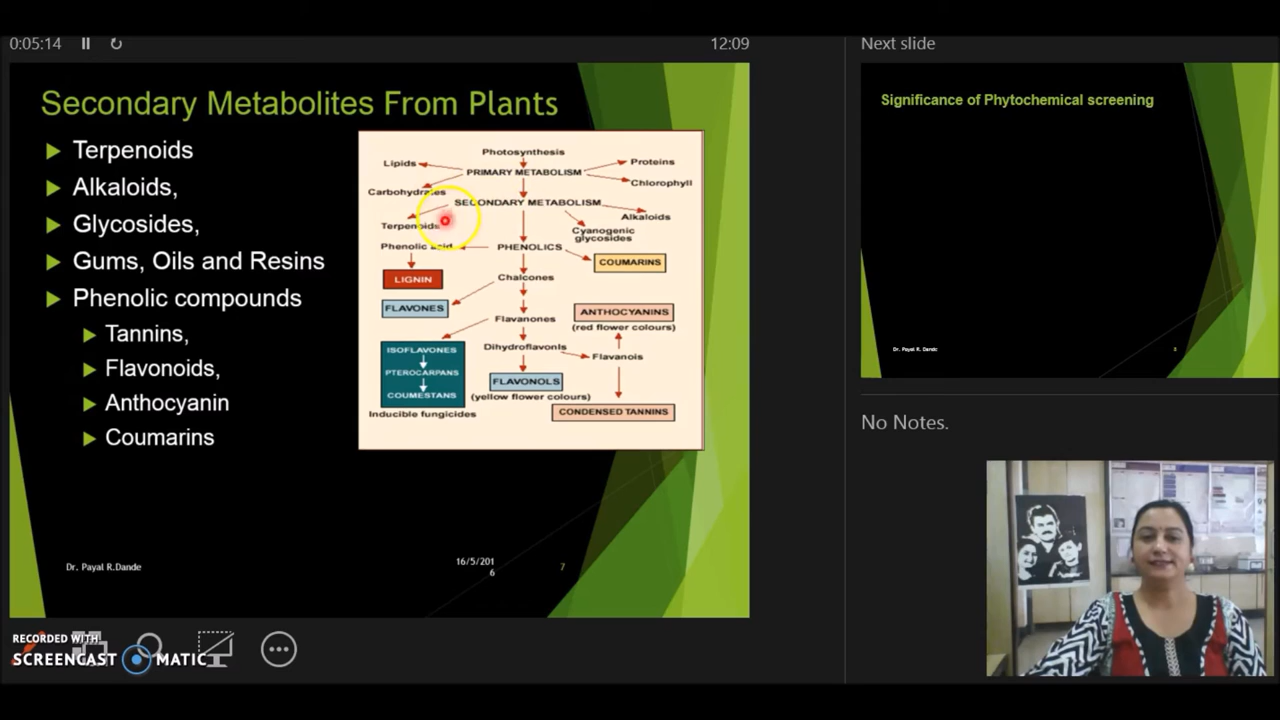 0:05:14
12:09
Next slide
Secondary Metabolites From Plants
Terpenoids
Alkaloids,
Glycosides,
Gums, Oils and Resins
Phenolic compounds
Tannins,
Flavonoids,
Anthocyanin
Coumarins
Photosynthesis
Lipids
PRIMARY METABOLISM
Proteins
Chlorophyll
Carbohydrates
SECONDARY METABOLISM
Alkaloids
Terpenoids
Cyanogenic
glycosides
Phenolic acid
PHENOLICS
COUMARINS
LIGNIN
Chalcones
FLAVONES
ANTHOCYANINS
(red flower colours)
Flavanones
ISOFLAVONES
PTEROCARPANS
COUMESTANS
Inducible fungicides
Dihydroflavonls
Flavanois
FLAVONOLS
(yellow flower colours)
CONDENSED TANNINS
Dr. Payal R.Dande
16/5/201
6
7
Significance of Phytochemical screening
Dr. Payal R. Dande
8
No Notes.
RECORDED WITH
SCREENCAST MATIC